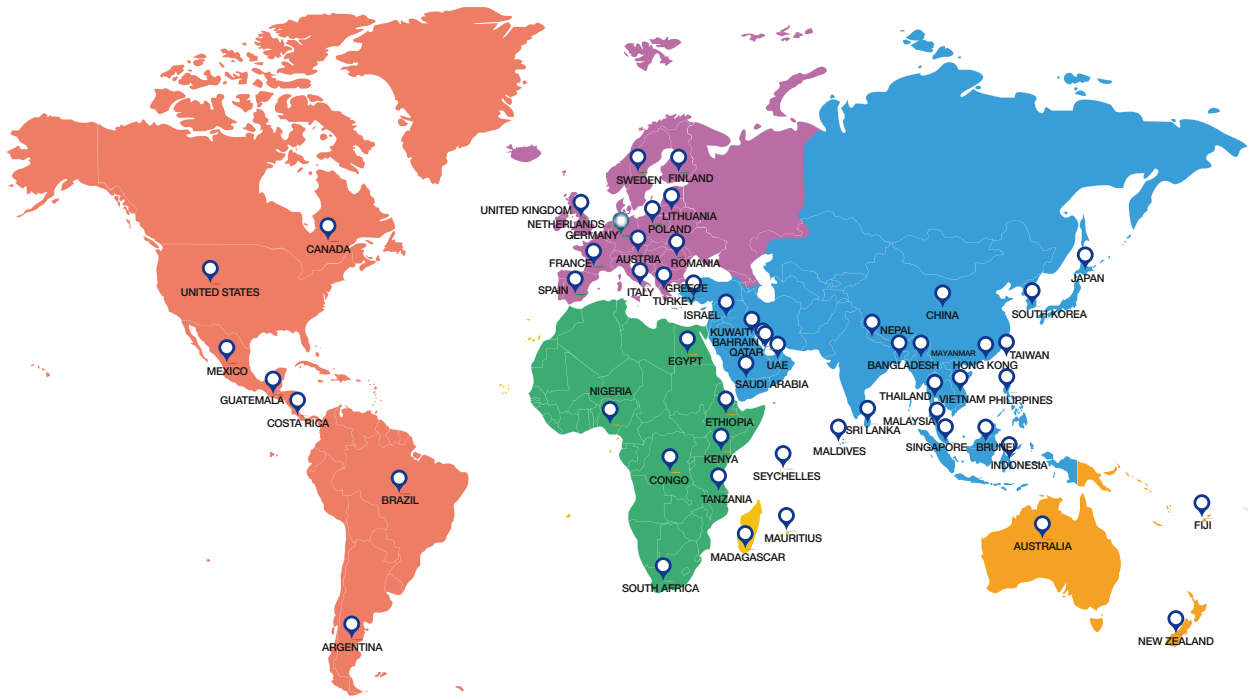 SWEDEN
FINLAND
UNITED KINGDOM
LITHUANIA
NETHERLANDS
POLAND
GERMANY
CANADA
AUSTRIA
FRANCE
ROMANIA
JAPAN
UNITED STATES
SPAIN
ITALY
GREECE
TURKEY
ISRAEL
CHINA
SOUTH KOREA
KUWAIT
NEPAL
BAHRAIN
QATAR
MAYANMAR
TAIWAN
EGYPT
UAE
BANGLADESH
HONG KONG
MEXICO
SAUDI ARABIA
NIGERIA
THAILAND
VIETNAM
PHILIPPINES
GUATEMALA
COSTA RICA
ETHIOPIA
MALAYSIA
SRI LANKA
MALDIVES
SINGAPORE
BRUNEI
KENYA
INDONESIA
CONGO
SEYCHELLES
BRAZIL
TANZANIA
FIJI
MAURITIUS
AUSTRALIA
MADAGASCAR
SOUTH AFRICA
NEW ZEALAND
ARGENTINA